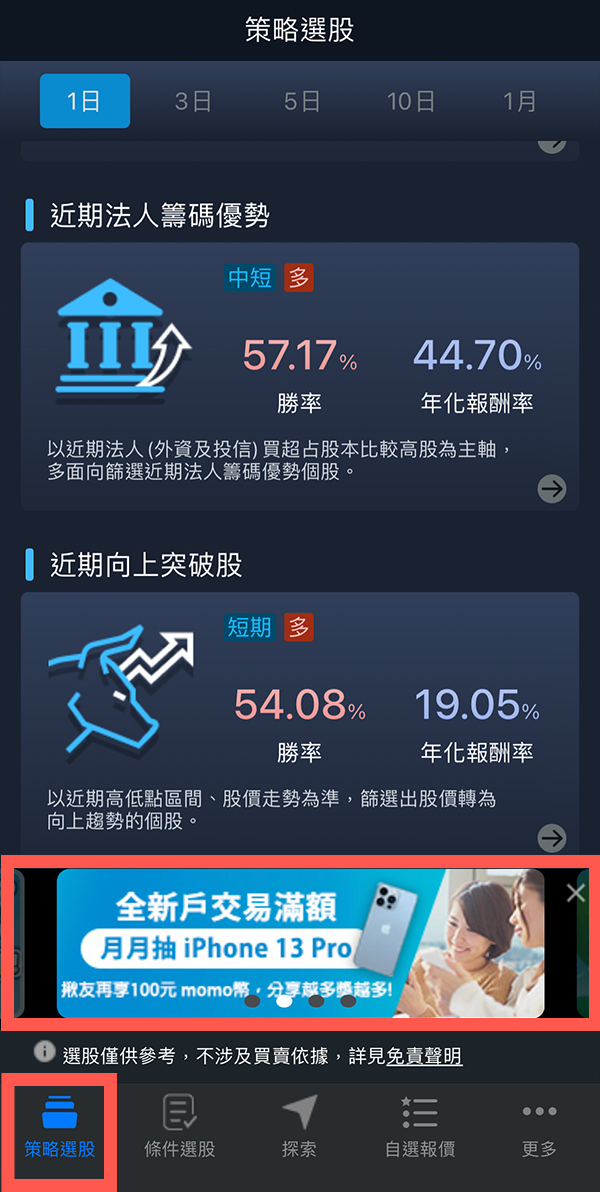 策略選股
1日
3日
5日
10日
1月
近期法人籌碼優勢
中短 多
57.17%
44.70%
勝率
年化報酬率
以近期法人(外資及投信)買超占股本比較高股為主軸，
多面向篩選近期法人籌碼優勢個股。
近期向上突破股
短期 多
54.08%
19.05%
勝率
年化報酬率
以近期高低點區間、股價走勢為準，篩選出股價轉為
向上趨勢的個股。
全新戶交易滿額
月月抽 iPhone 13 Pro
揪友再享100元 momo幣，分享越多獎越多!
選股僅供參考，不涉及買賣依據，詳見免責聲明
策略選股
條件選股
探索
自選報價
更多